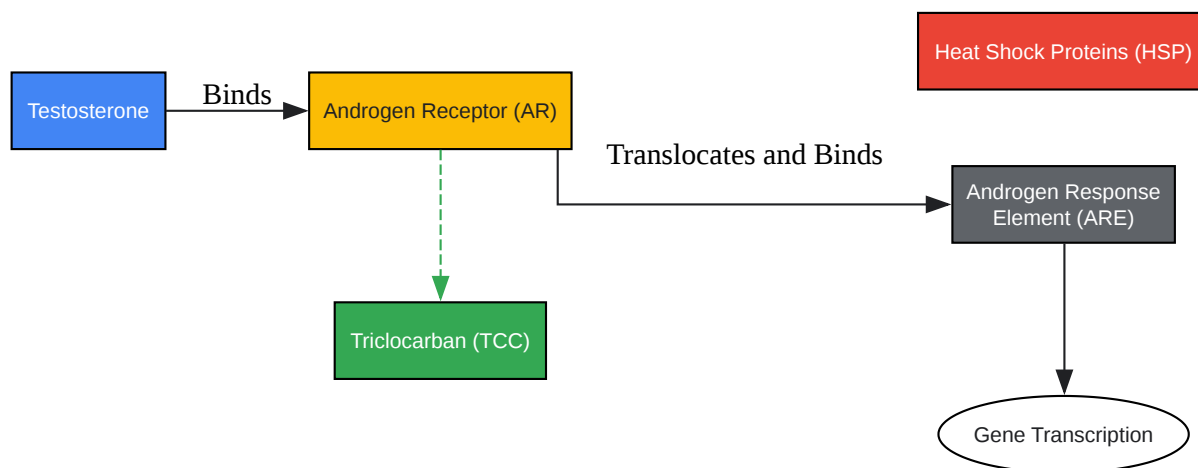 Heat Shock Proteins (HSP)
Testosterone
Binds
Androgen Receptor (AR)
Translocates and Binds
Androgen Response
Element (ARE)
Triclocarban (TCC)
Gene Transcription